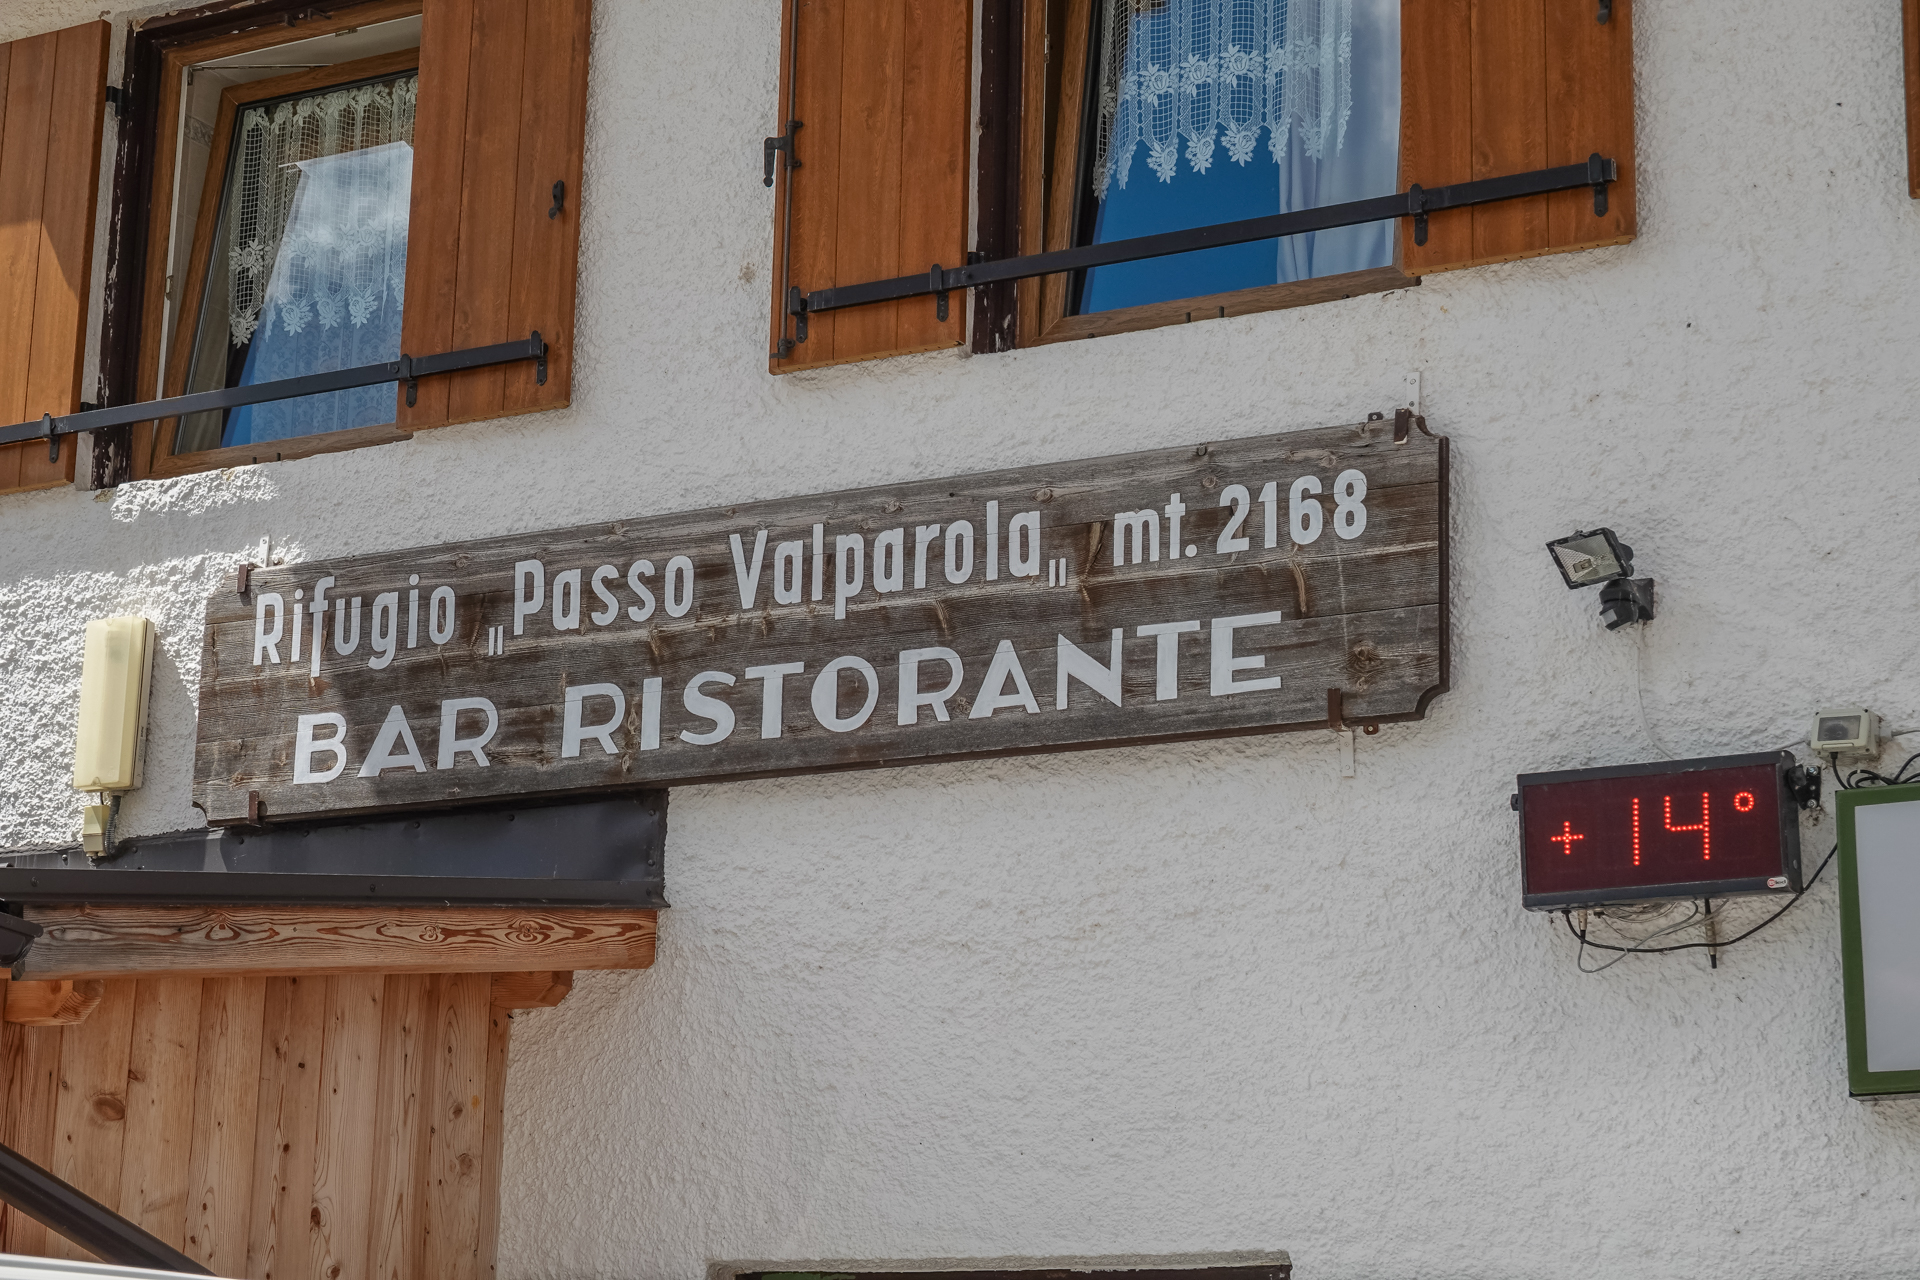 Rifugio „Passo Valparola„ mt. 2168
BAR RISTORANTE
+ 14°